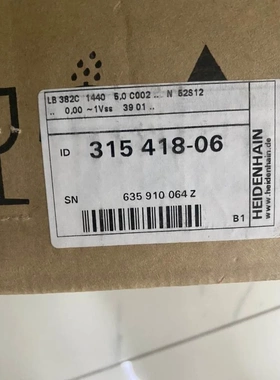 LB 382C 1440 5.0 C002 .. N 52S12
.. 0,00 ~1Vss 39 01 ..
ID 315 418-06
SN 635 910 064 Z
B1
HEIDENHAIN
www.heidenhain.de